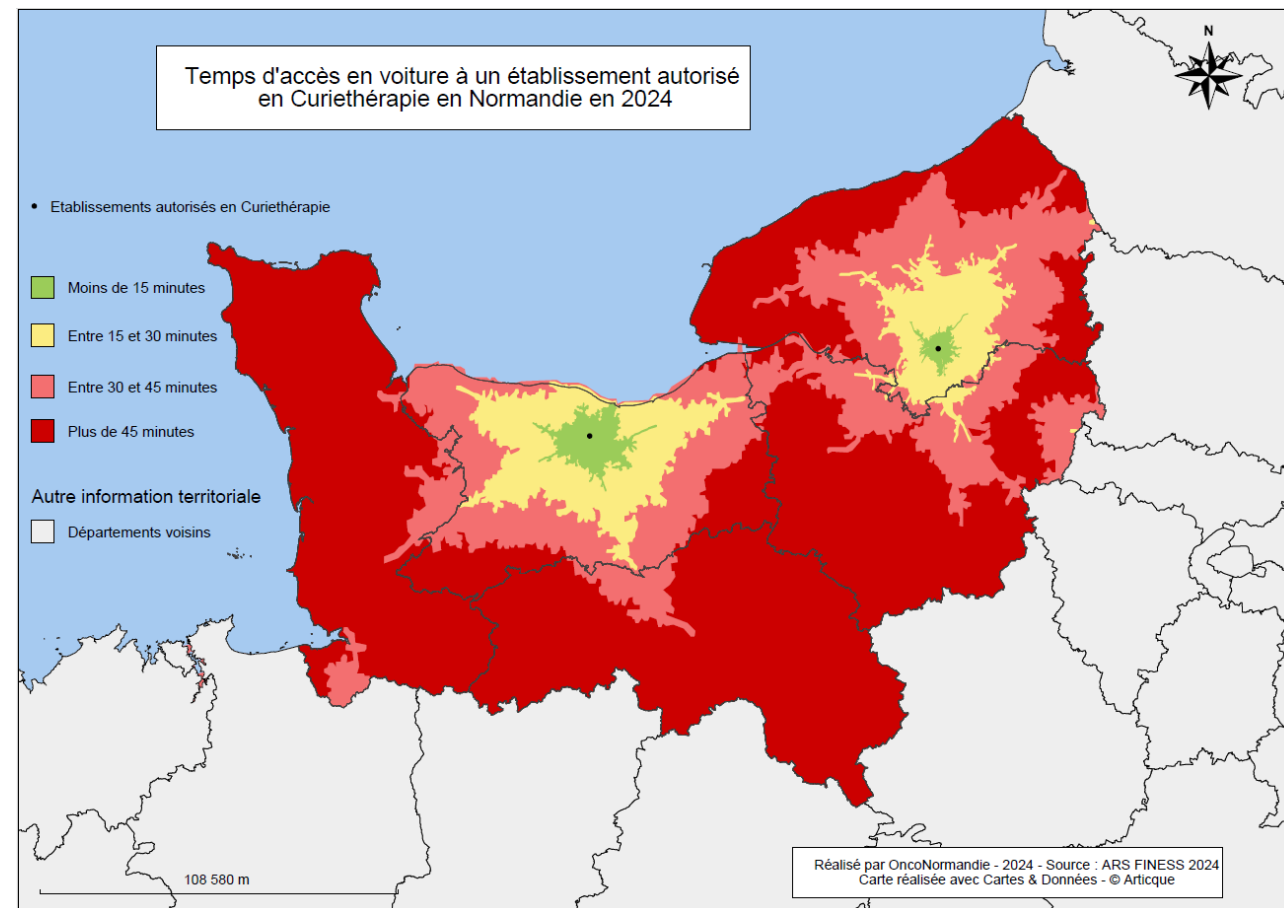 Temps d'accès en voiture à un établissement autorisé
en Curiethérapie en Normandie en 2024
N
Etablissements autorisés en Curiethérapie
Moins de 15 minutes
Entre 15 et 30 minutes
Entre 30 et 45 minutes
Plus de 45 minutes
Autre information territoriale
Départements voisins
108 580 m
Réalisé par OncoNormandie - 2024 - Source : ARS FINESS 2024
Carte réalisée avec Cartes & Données - © Articque